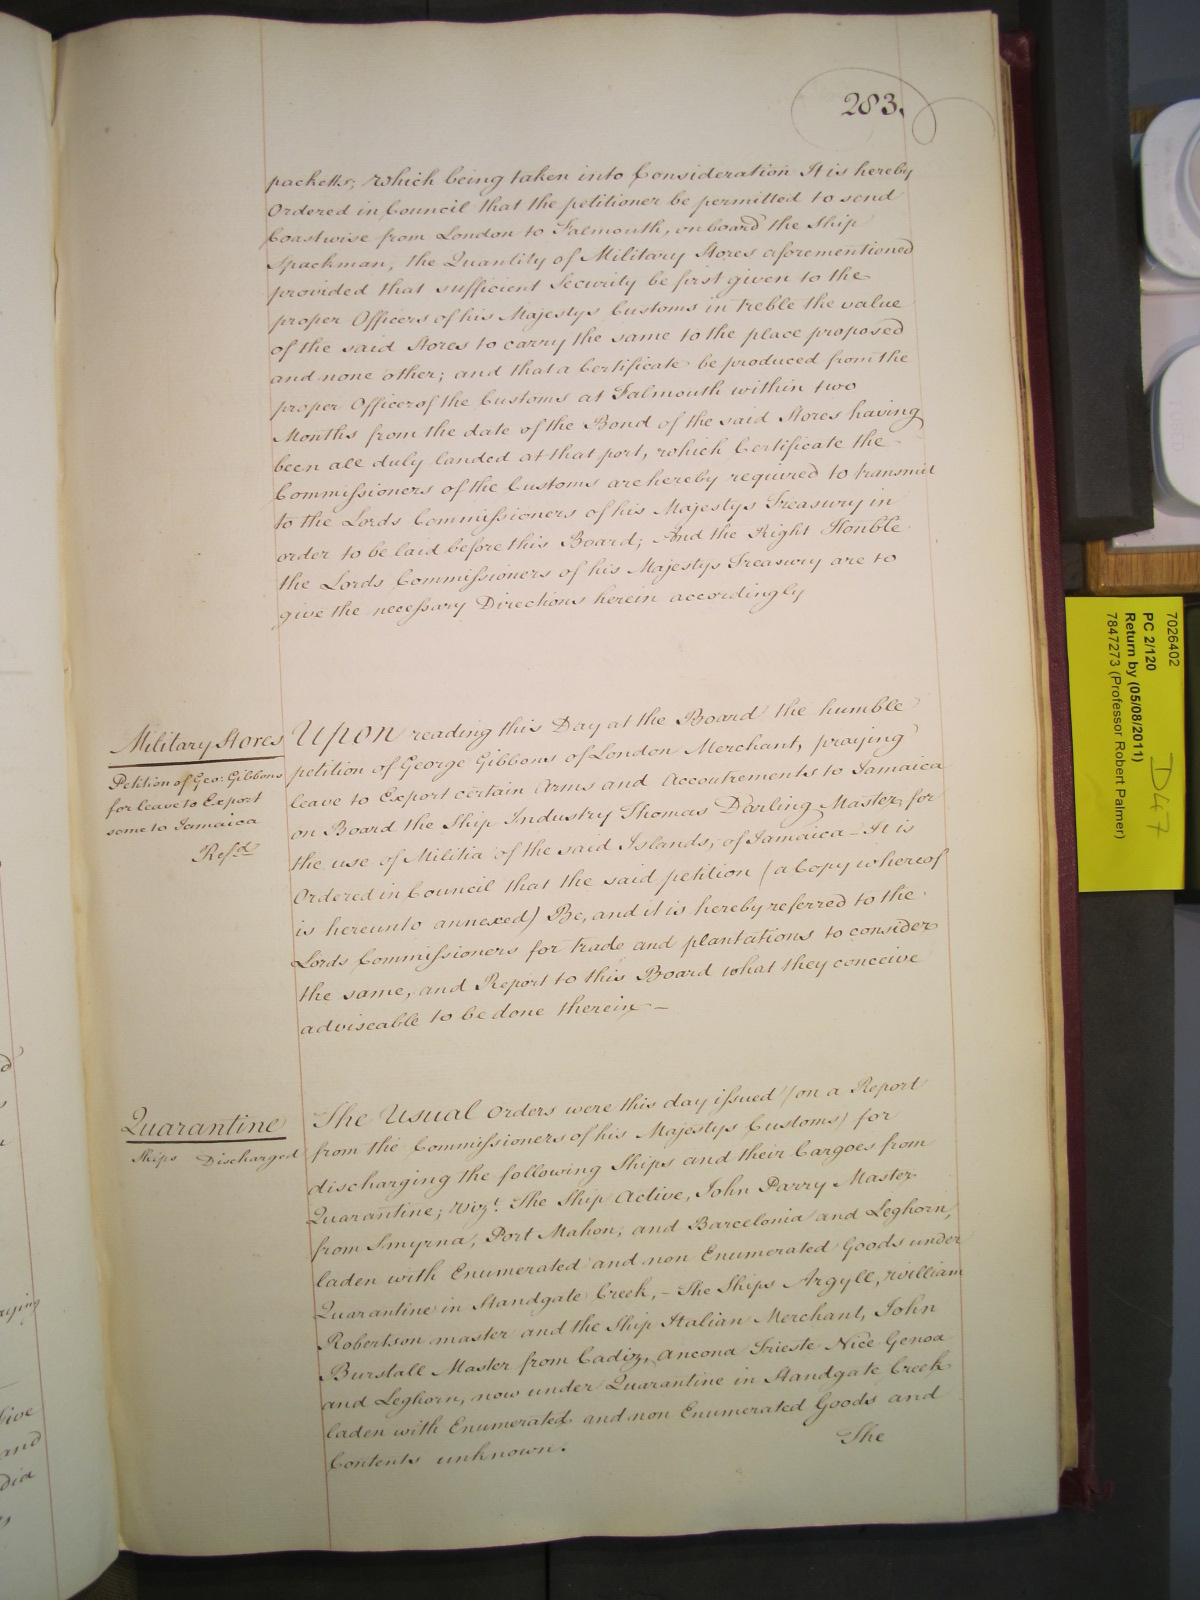 283.
packetts; which being taken into Consideration It is hereby
Ordered in Council that the petitioner be permitted to send
Coastwise from London to Falmouth, on board the Ship
Spackman, the Quantity of Military Stores aforementioned
provided that sufficient Security be first given to the
proper Officers of his Majestys Customs in treble the value
of the said Stores to carry the same to the place proposed
and none other; and that a Certificate be produced from the
proper Officer of the Customs at Falmouth within two
Months from the date of the Bond of the said Stores having
been all duly landed at that port, which Certificate the
Commissioners of the Customs are hereby required to transmit
to the Lords Commissioners of his Majestys Treasury in
order to be laid before this Board; And the Right Honble
the Lords Commissioners of his Majestys Treasury are to
give the necessary Directions herein accordingly
Military Stores
Petition of Geo: Gibbons
for leave to Export
some to Jamaica
Refd
Upon reading this Day at the Board the humble
petition of George Gibbons of London Merchant, praying
leave to Export certain Arms and Accoutrements to Jamaica
on Board the Ship Industry Thomas Darling Master, for
the use of Militia of the said Islands, of Jamaica - It is
Ordered in Council that the said petition (a Copy whereof
is hereunto annexed) Be, and it is hereby referred to the
Lords Commissioners for trade and plantations to consider
the same, and Report to this Board what they conceive
adviseable to be done therein -
Quarantine
Ships Discharged
The Usual Orders were this day issued (on a Report
from the Commissioners of his Majestys Customs) for
discharging the following Ships and their Cargoes from
Quarantine; vizt. The Ship Active, John Parry Master
from Smyrna, Port Mahon, and Barcelonia and Leghorn,
laden with Enumerated and non Enumerated Goods under
Quarantine in Standgate Creek, - The Ships Argyll, William
Robertson master and the Ship Italian Merchant, John
Burstall Master from Cadiz, Ancona Trieste Nice Genoa
and Leghorn, now under Quarantine in Standgate Creek
laden with Enumerated and non Enumerated Goods and
Contents unknown.
The
7026402
PC 2/120
Return by (05/08/2011)
7847273 (Professor Robert Palmer)
D47